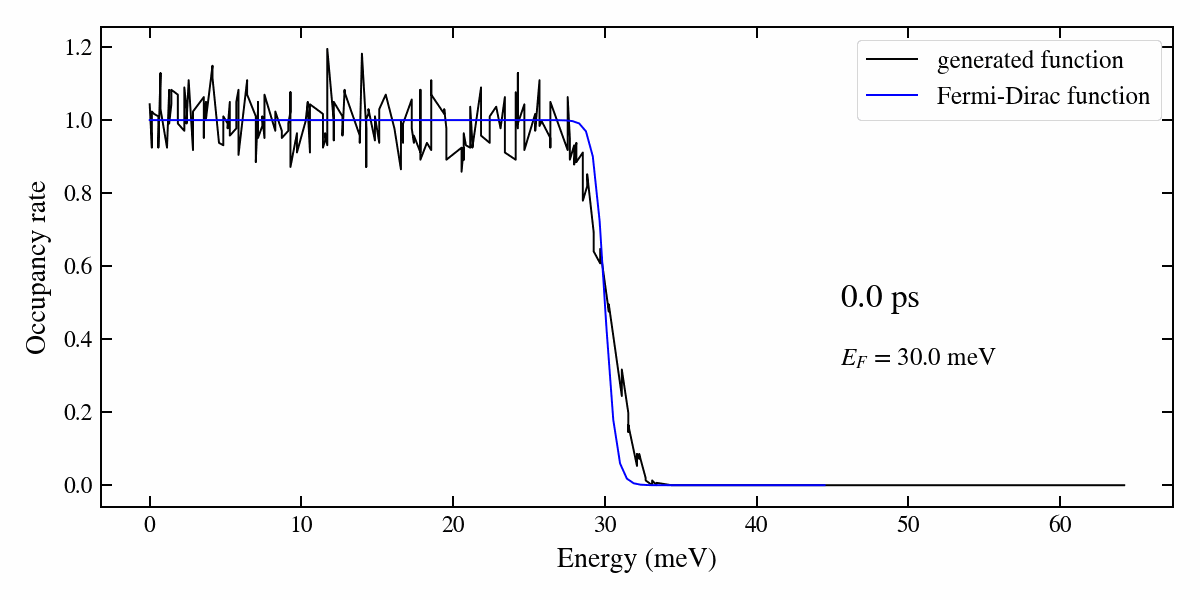 generated function
Fermi-Dirac function
1.2
1.0
0.8
0.6
0.4
0.2
0.0
Occupancy rate
0.0 ps
E_F = 30.0 meV
0 10 20 30 40 50 60
Energy (meV)